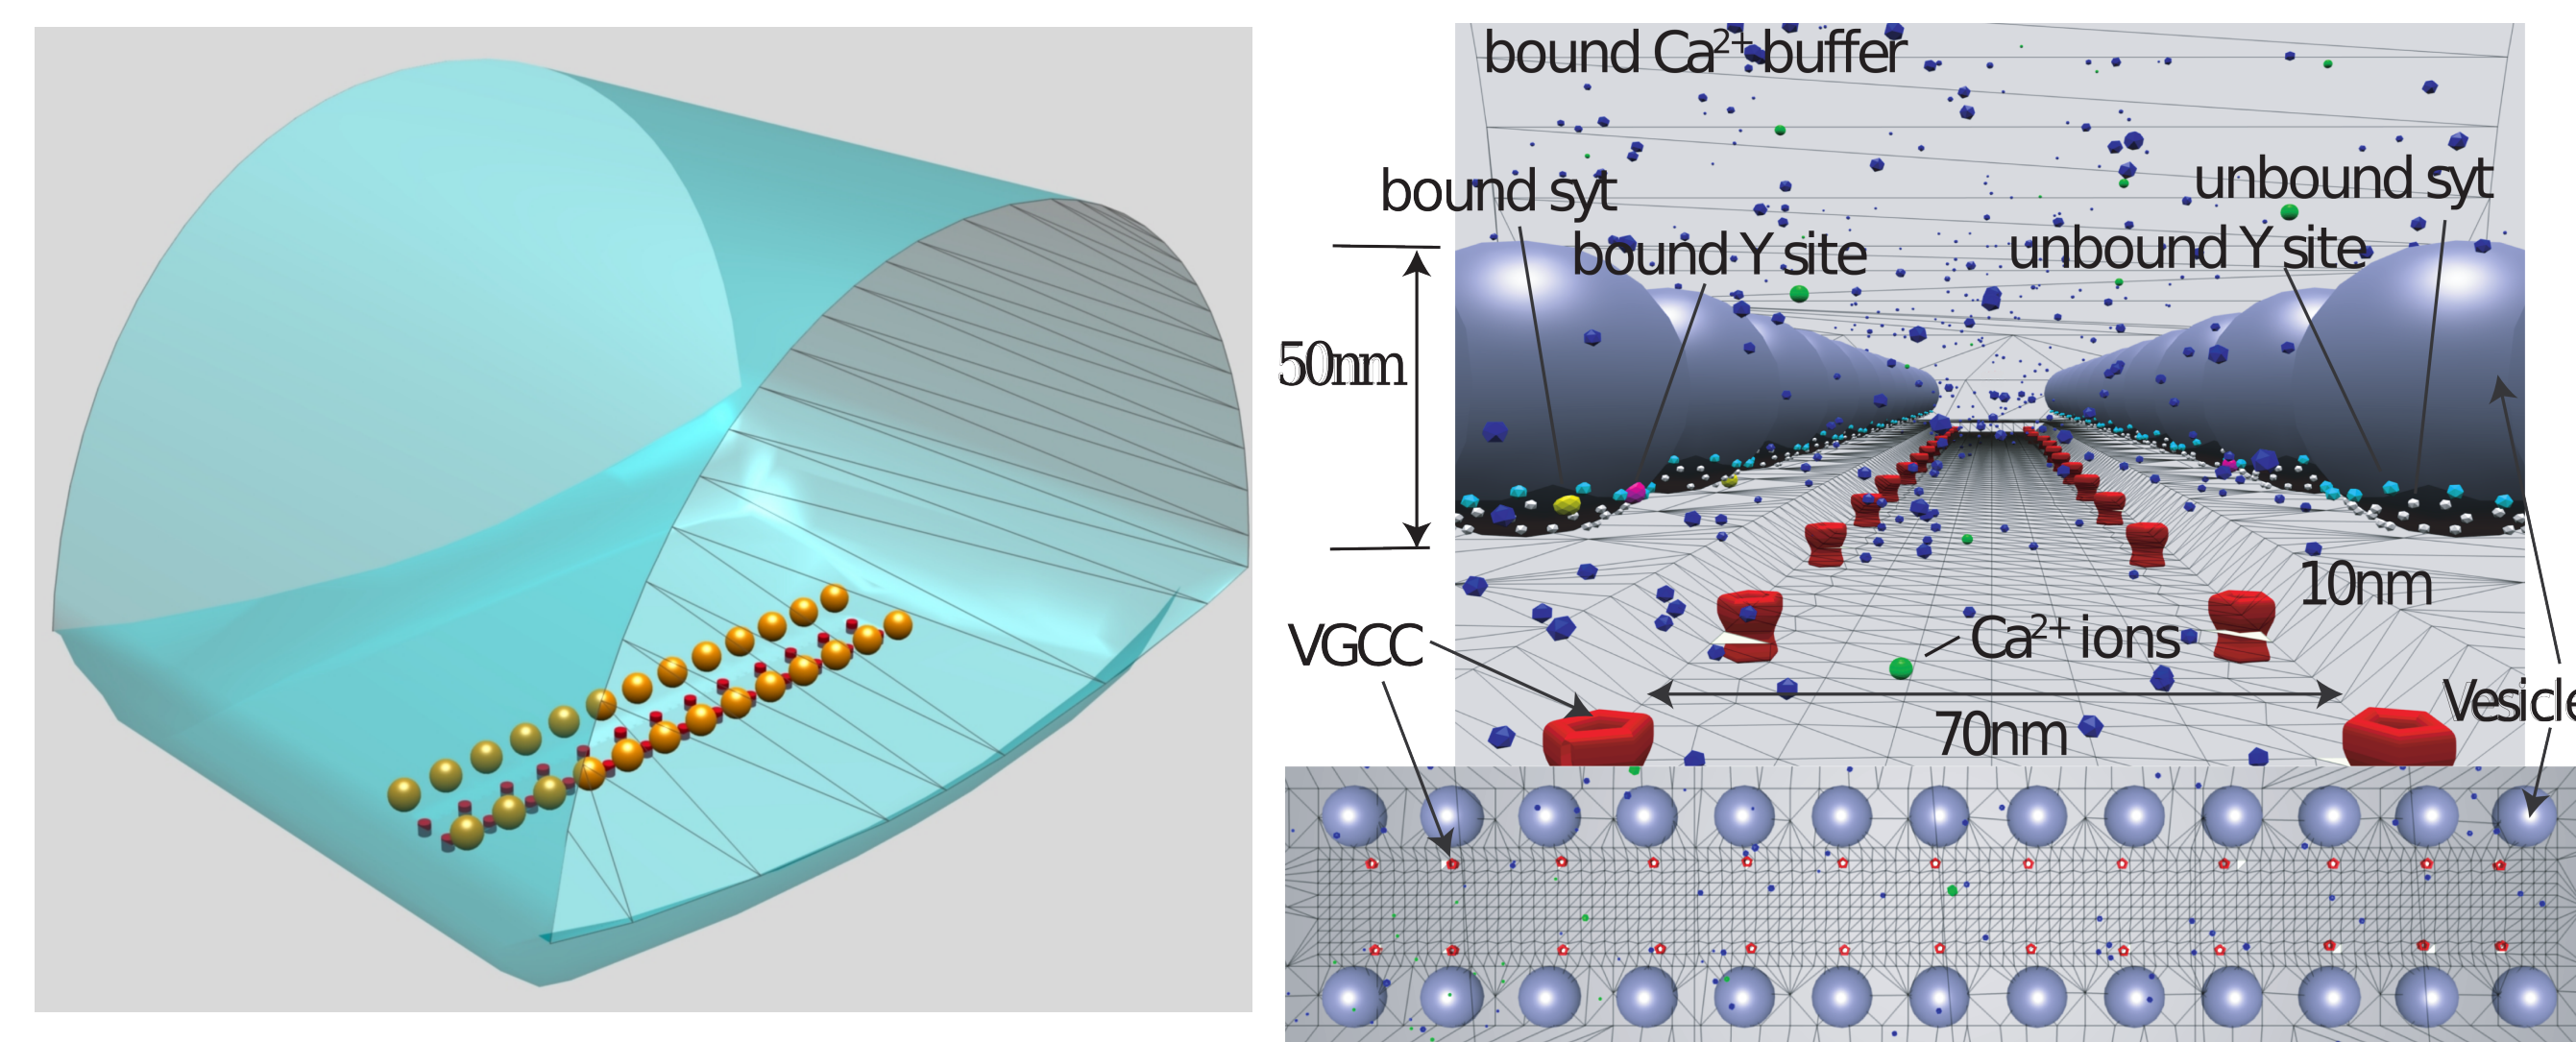 bound Ca²⁺ buffer
bound syt
unbound syt
bound Y site
unbound Y site
50nm
10nm
VGCC
Ca²⁺ ions
Vesicle
70nm